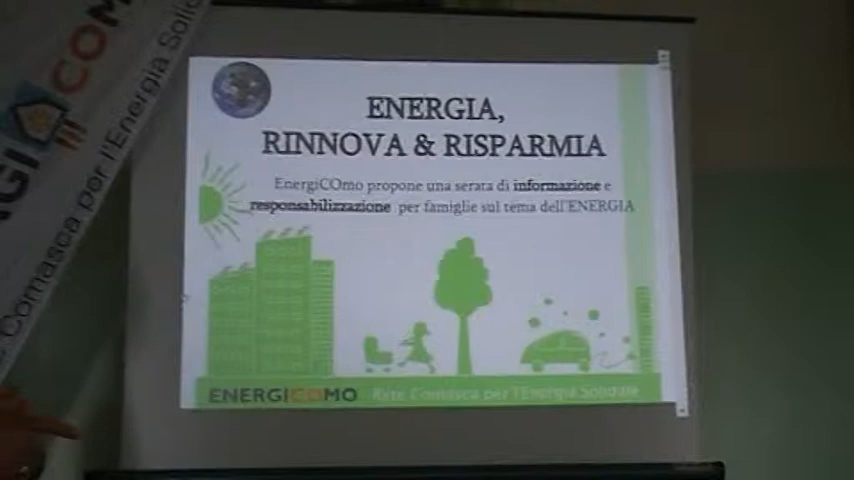 ENERGIA,
RINNOVA & RISPARMIA
EnergiCOmo propone una serata di informazione e
responsabilizzazione per famiglie sul tema dell'ENERGIA
ENERGICOMO Rete Comasca per l'Energia Solidale
GICOM
Comasca per l'Energia Soli